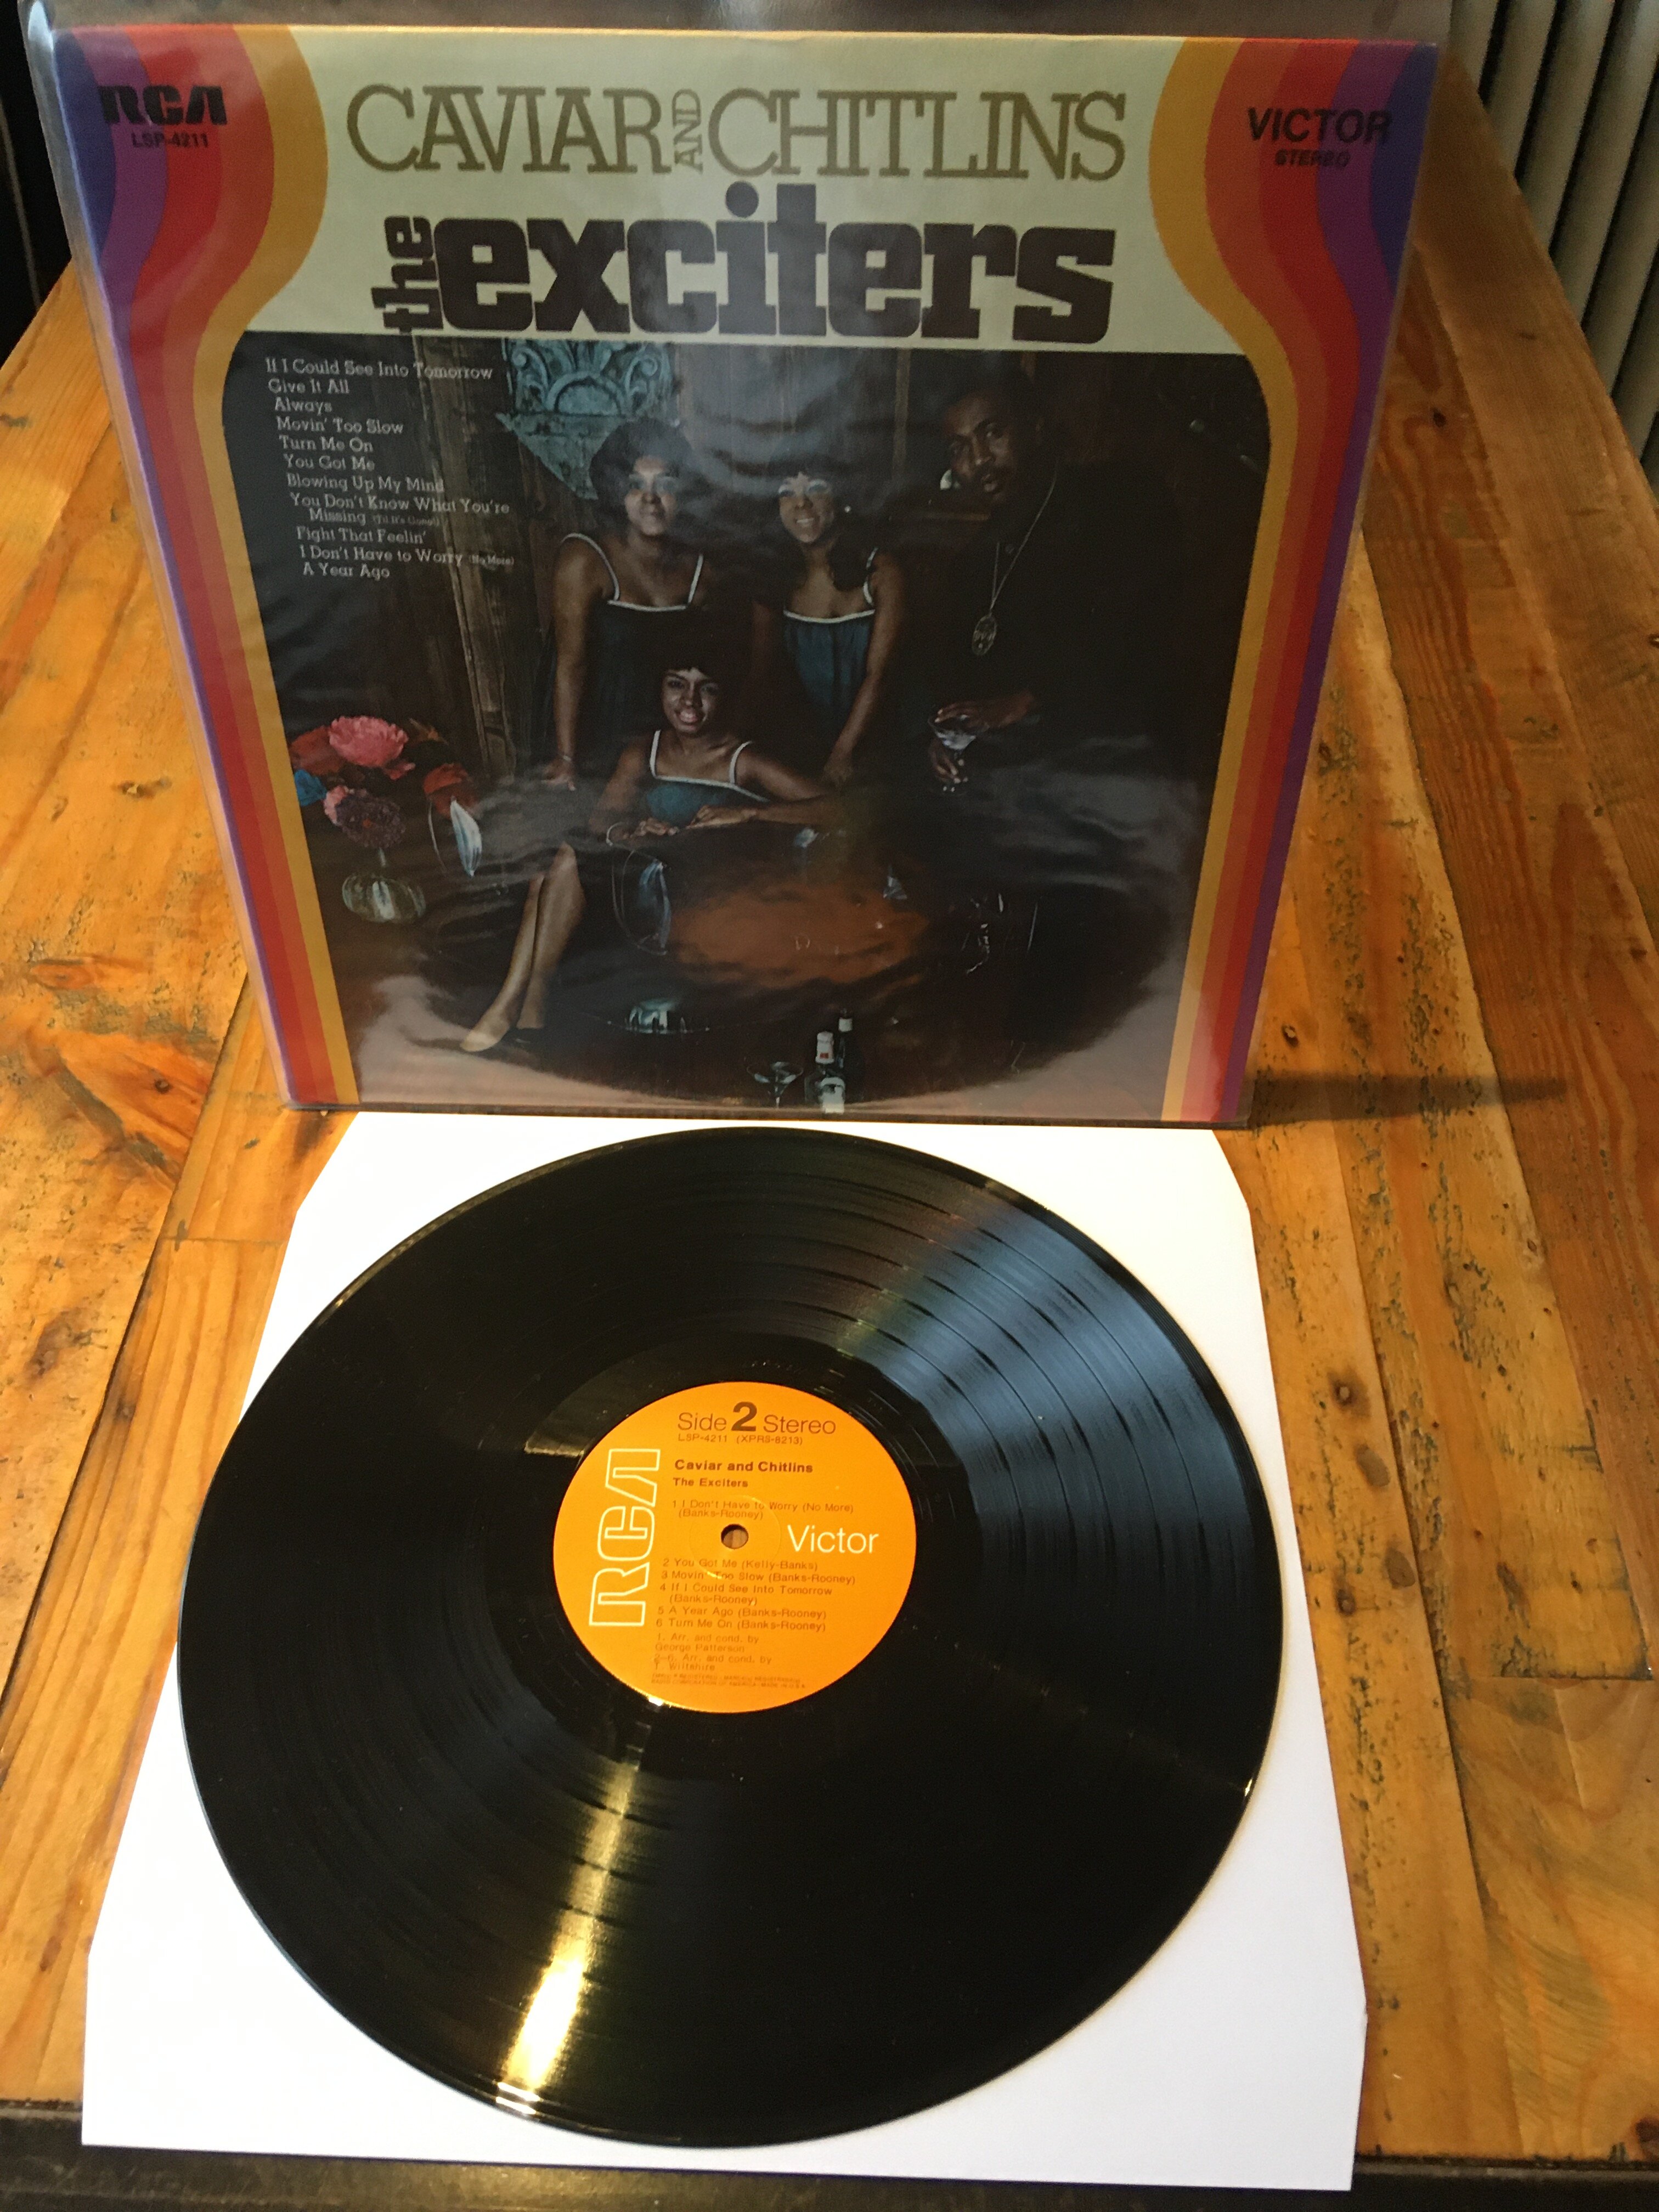 RCA
LSP-4211
CAVIAR AND CHITLINS
VICTOR
STEREO
the exciters
If I Could See Into Tomorrow
Give It All
Always
Movin' Too Slow
Turn Me On
You Got Me
Blowing Up My Mind
You Don't Know What You're
Missing (Til It's Gone!)
Fight That Feelin'
I Don't Have to Worry (No More)
A Year Ago
Side 2 Stereo
LSP-4211 (XPRS-8213)
Caviar and Chitlins
The Exciters
1 I Don't Have to Worry (No More)
(Banks-Rooney)
RCA
Victor
2 You Got Me (Kelly-Banks)
3 Movin' Too Slow (Banks-Rooney)
4 If I Could See Into Tomorrow
(Banks-Rooney)
5 A Year Ago (Banks-Rooney)
6 Turn Me On (Banks-Rooney)
1. Arr. and cond. by
George Patterson
2-6. Arr. and cond. by
T. Wiltshire